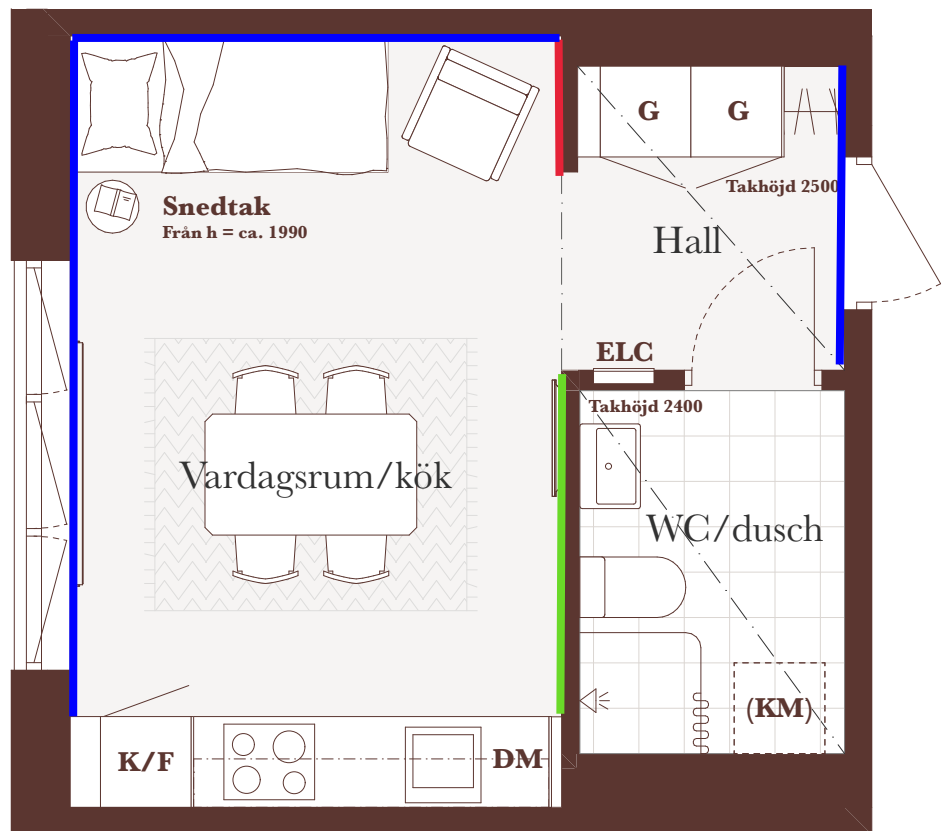 G
G
Takhöjd 2500
Snedtak
Från h = ca. 1990
Hall
ELC
Takhöjd 2400
Vardagsrum/kök
WC/dusch
(KM)
K/F
DM